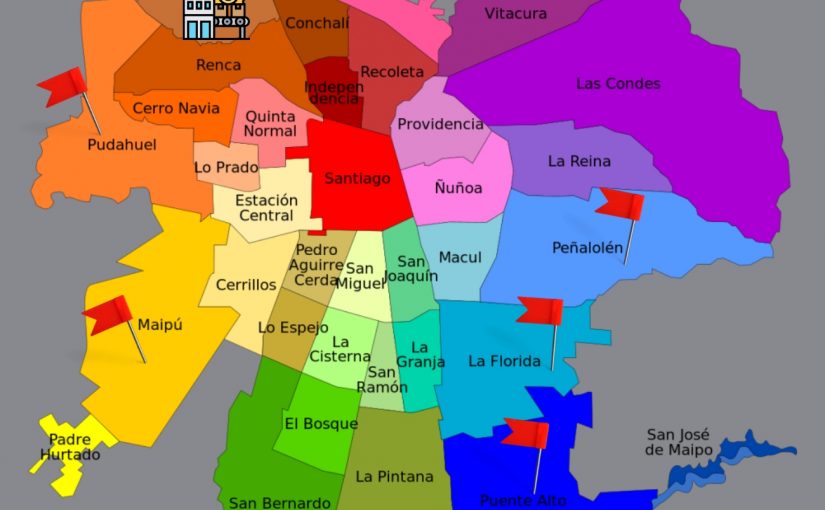 Vitacura
Conchalí
Renca
Recoleta
Las Condes
Indepen
dencia
Cerro Navia
Quinta
Normal
Providencia
Pudahuel
Lo Prado
Santiago
La Reina
Ñuñoa
Estación
Central
Peñalolén
Pedro
Aguirre
Cerda
San
Miguel
San
Joaquín
Macul
Cerrillos
Maipú
Lo Espejo
La
Cisterna
La
Granja
La Florida
San
Ramón
El Bosque
Padre
Hurtado
San José
de Maipo
La Pintana
San Bernardo
Puente Alto